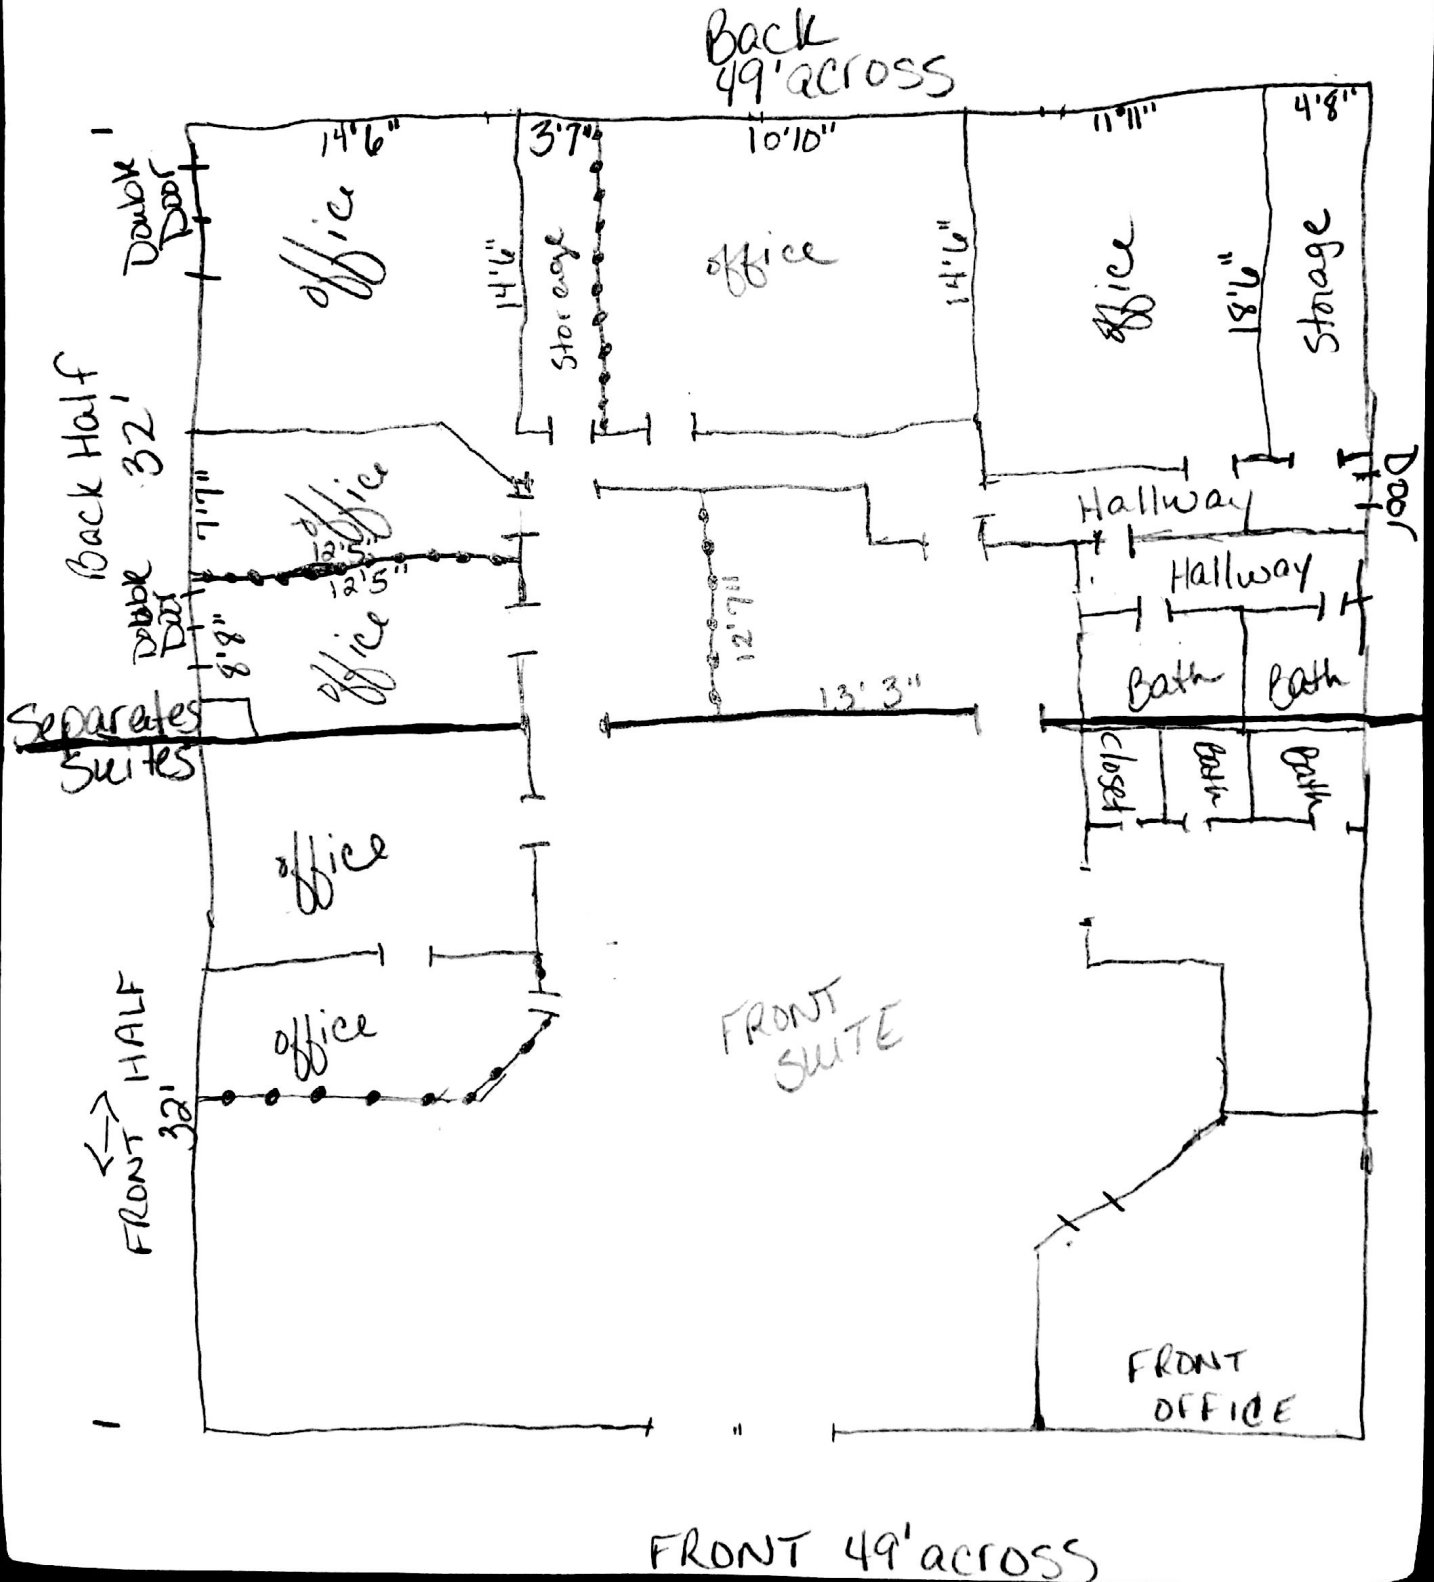 Back
49' across
14'6"
3'7"
10'10"
11'11"
4'8"
Double
Door
office
14'6"
Storage
office
14'6"
office
18'6"
Storage
Back Half
32'
7'7"
office
12'5"
12'5"
Door
Hallway
Hallway
Double
Door
8'8"
office
12'7"
13'3"
Bath
Bath
Separates
Suites
Closet
Bath
Bath
office
office
FRONT
SUITE
FRONT HALF
32'
FRONT
OFFICE
FRONT 49' across